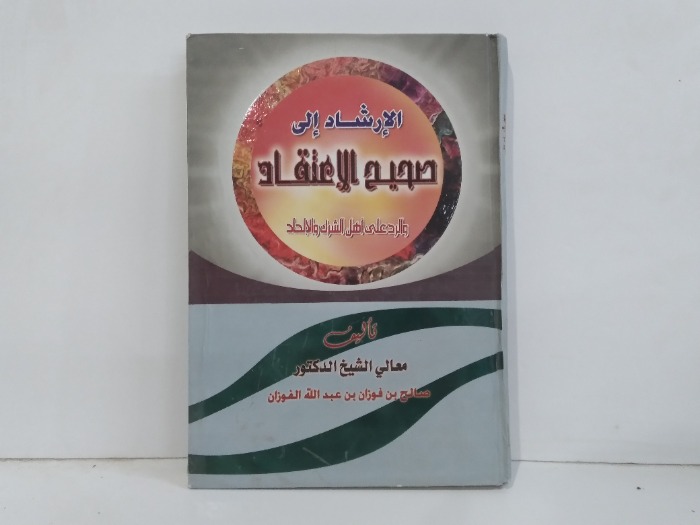 الإرشاد إلى
صحيح الإعتقاد
والرد على أهل الشرك والإلحاد
تأليف
معالي الشيخ الدكتور
صالح بن فوزان بن عبد الله الفوزان